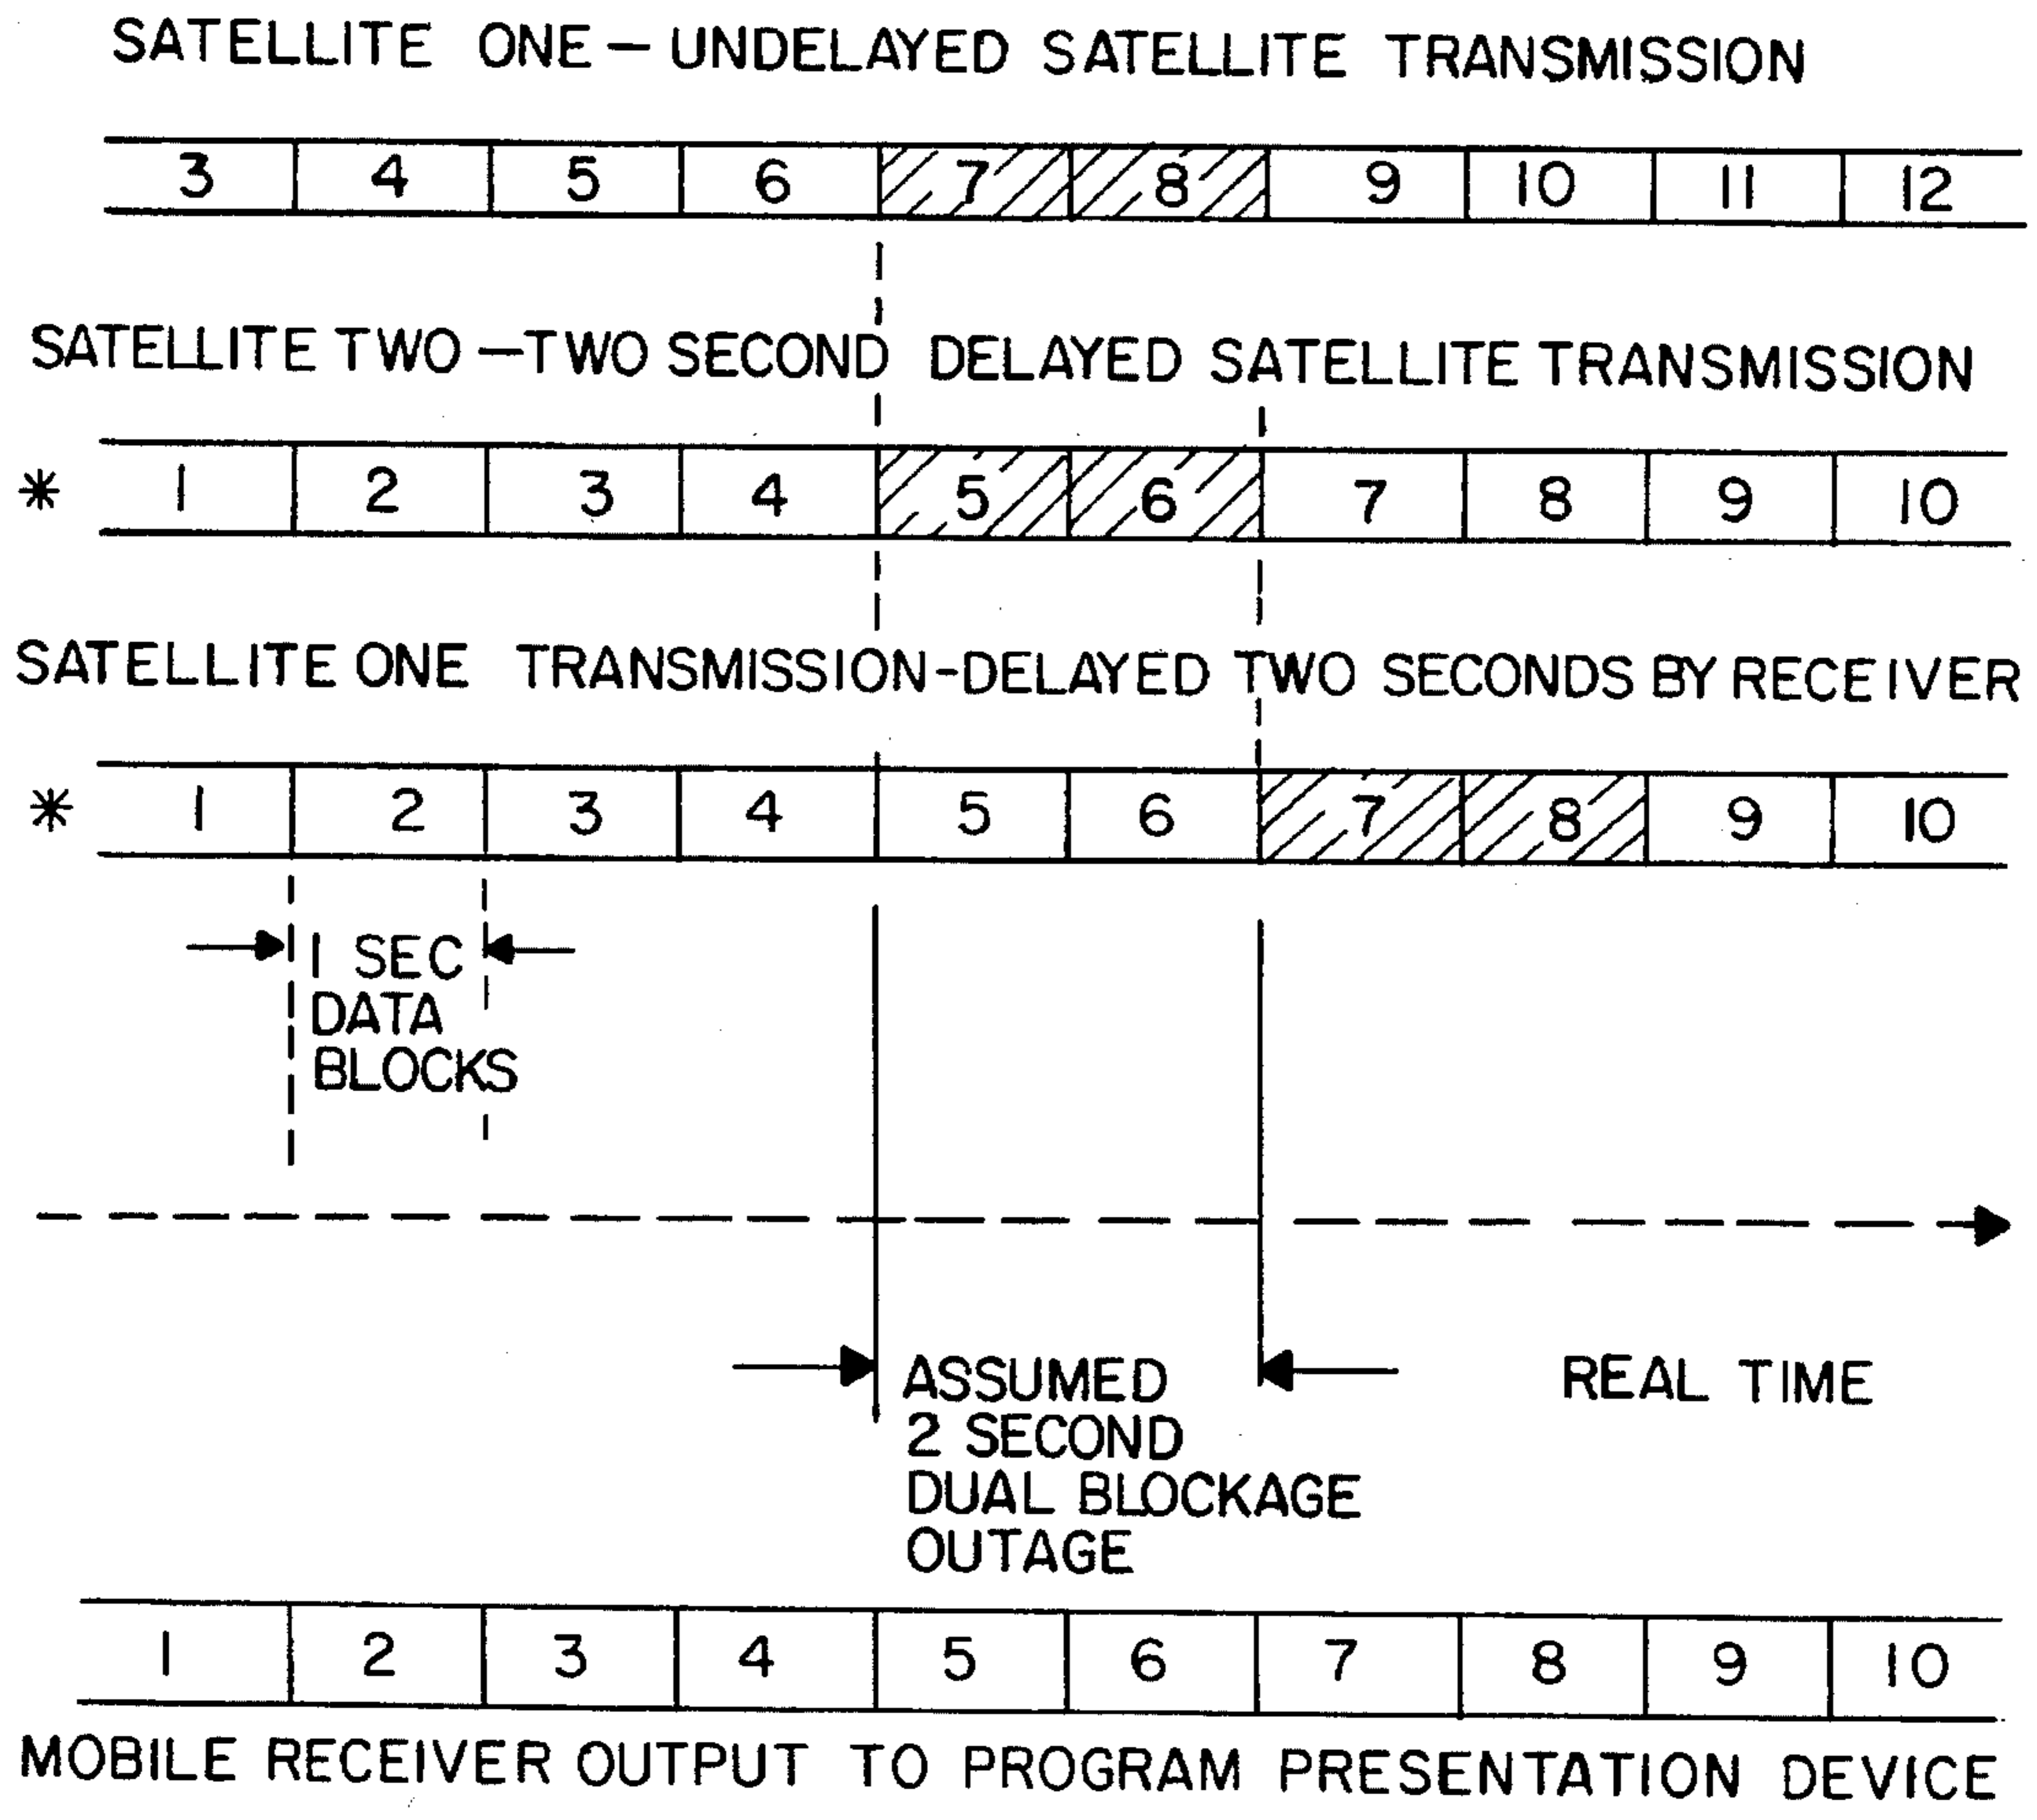 SATELLITE ONE — UNDELAYED SATELLITE TRANSMISSION
3 4 5 6 7 8 9 10 11 12
SATELLITE TWO —TWO SECOND DELAYED SATELLITE TRANSMISSION
* 1 2 3 4 5 6 7 8 9 10
SATELLITE ONE TRANSMISSION-DELAYED TWO SECONDS BY RECEIVER
* 1 2 3 4 5 6 7 8 9 10
1 SEC
DATA
BLOCKS
ASSUMED
2 SECOND
DUAL BLOCKAGE
OUTAGE
REAL TIME
1 2 3 4 5 6 7 8 9 10
MOBILE RECEIVER OUTPUT TO PROGRAM PRESENTATION DEVICE